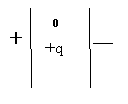 0
+ +q —